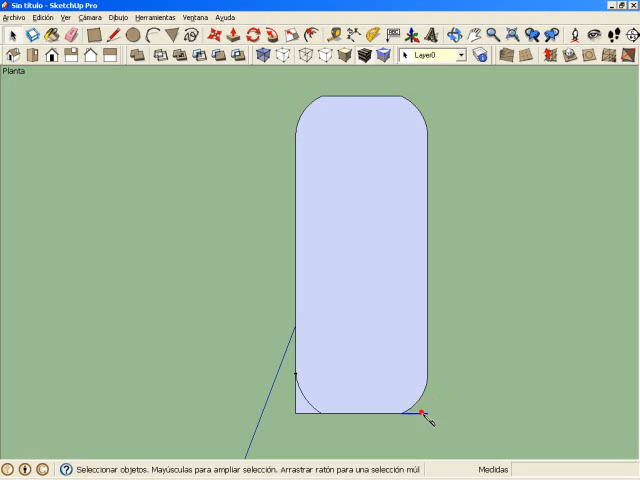 Sin título - SketchUp Pro
Archivo Edición Ver Cámara Dibujo Herramientas Ventana Ayuda
ABC
Layer0
Planta
Seleccionar objetos. Mayúsculas para ampliar selección. Arrastrar ratón para una selección múl
Medidas